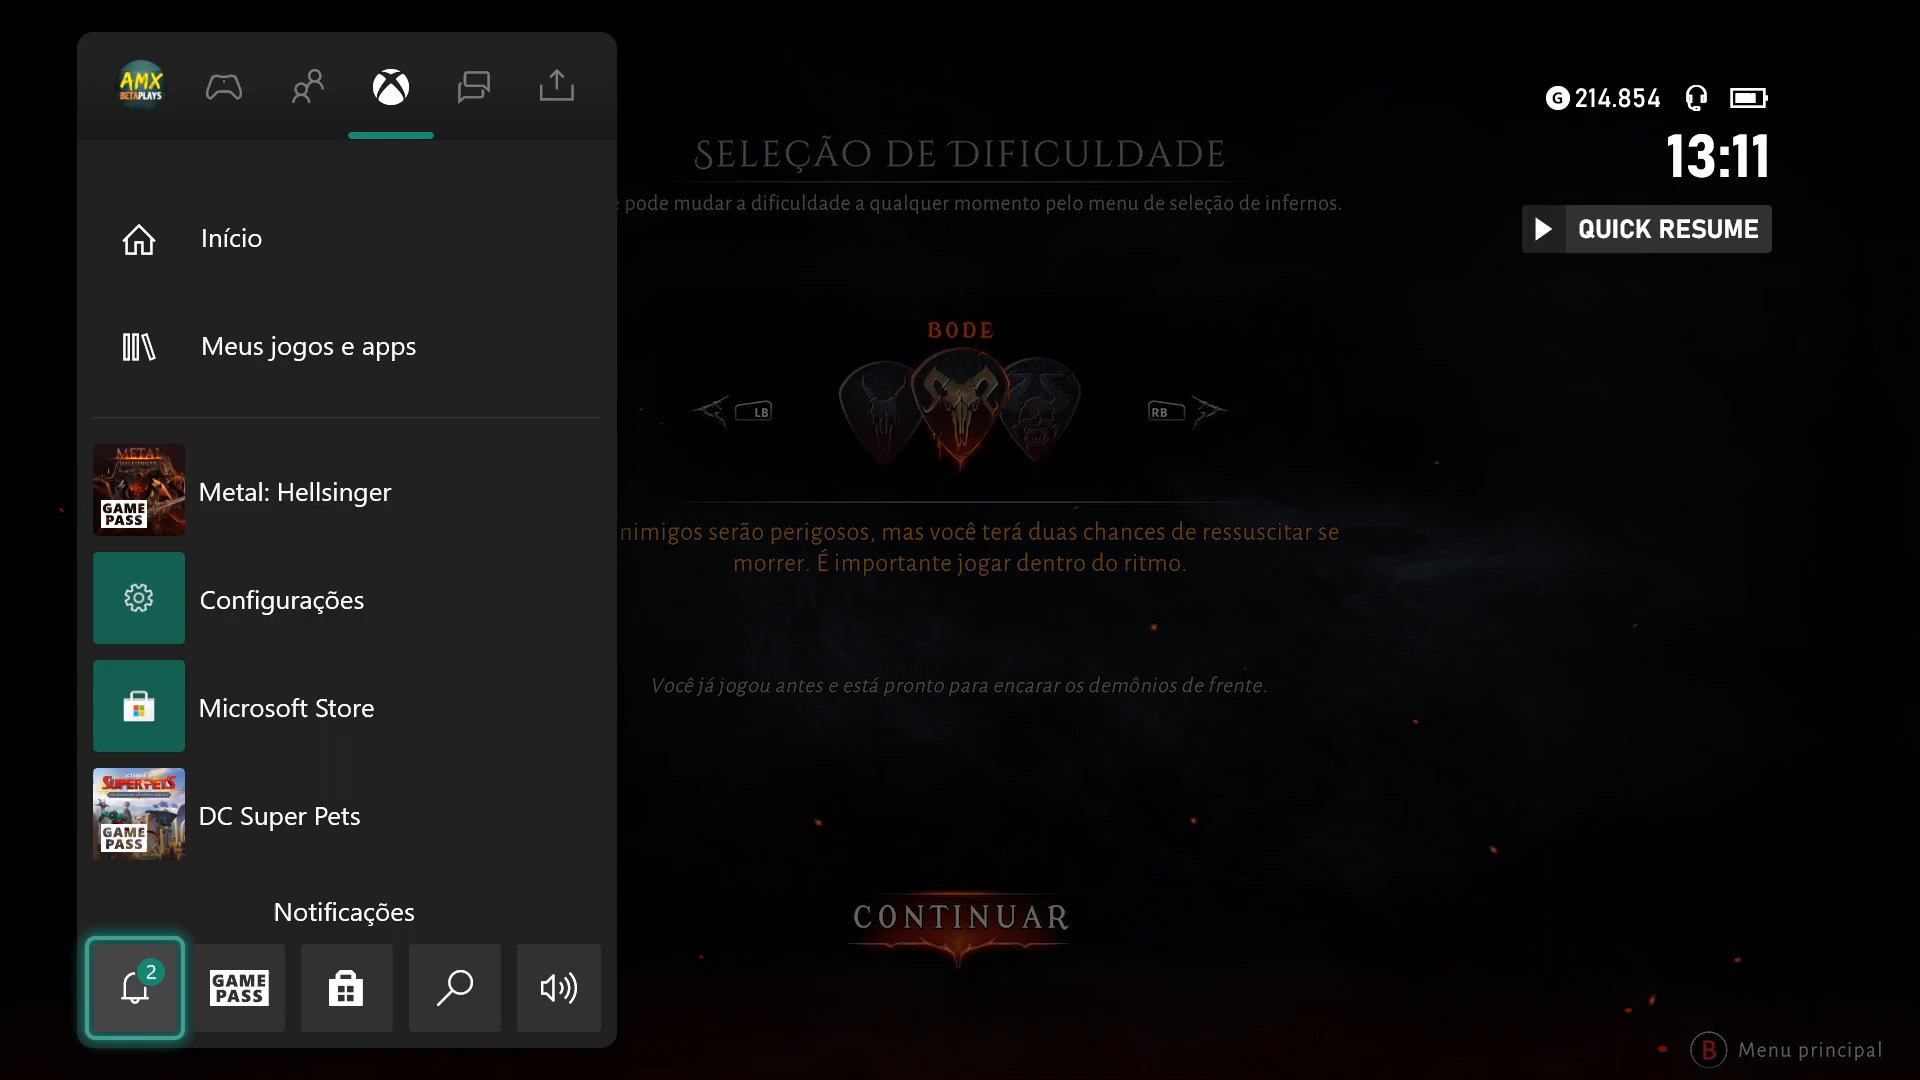 AMX
BETAPLAYS
Início
Meus jogos e apps
METAL
HELLSINGER
GAME
PASS
Metal: Hellsinger
Configurações
Microsoft Store
SUPER-PETS
GAME
PASS
DC Super Pets
Notificações
2
GAME
PASS
SELEÇÃO DE DIFICULDADE
pode mudar a dificuldade a qualquer momento pelo menu de seleção de infernos.
BODE
LB
RB
nimigos serão perigosos, mas você terá duas chances de ressuscitar se
morrer. É importante jogar dentro do ritmo.
Você já jogou antes e está pronto para encarar os demônios de frente.
CONTINUAR
G 214.854
13:11
QUICK RESUME
B Menu principal